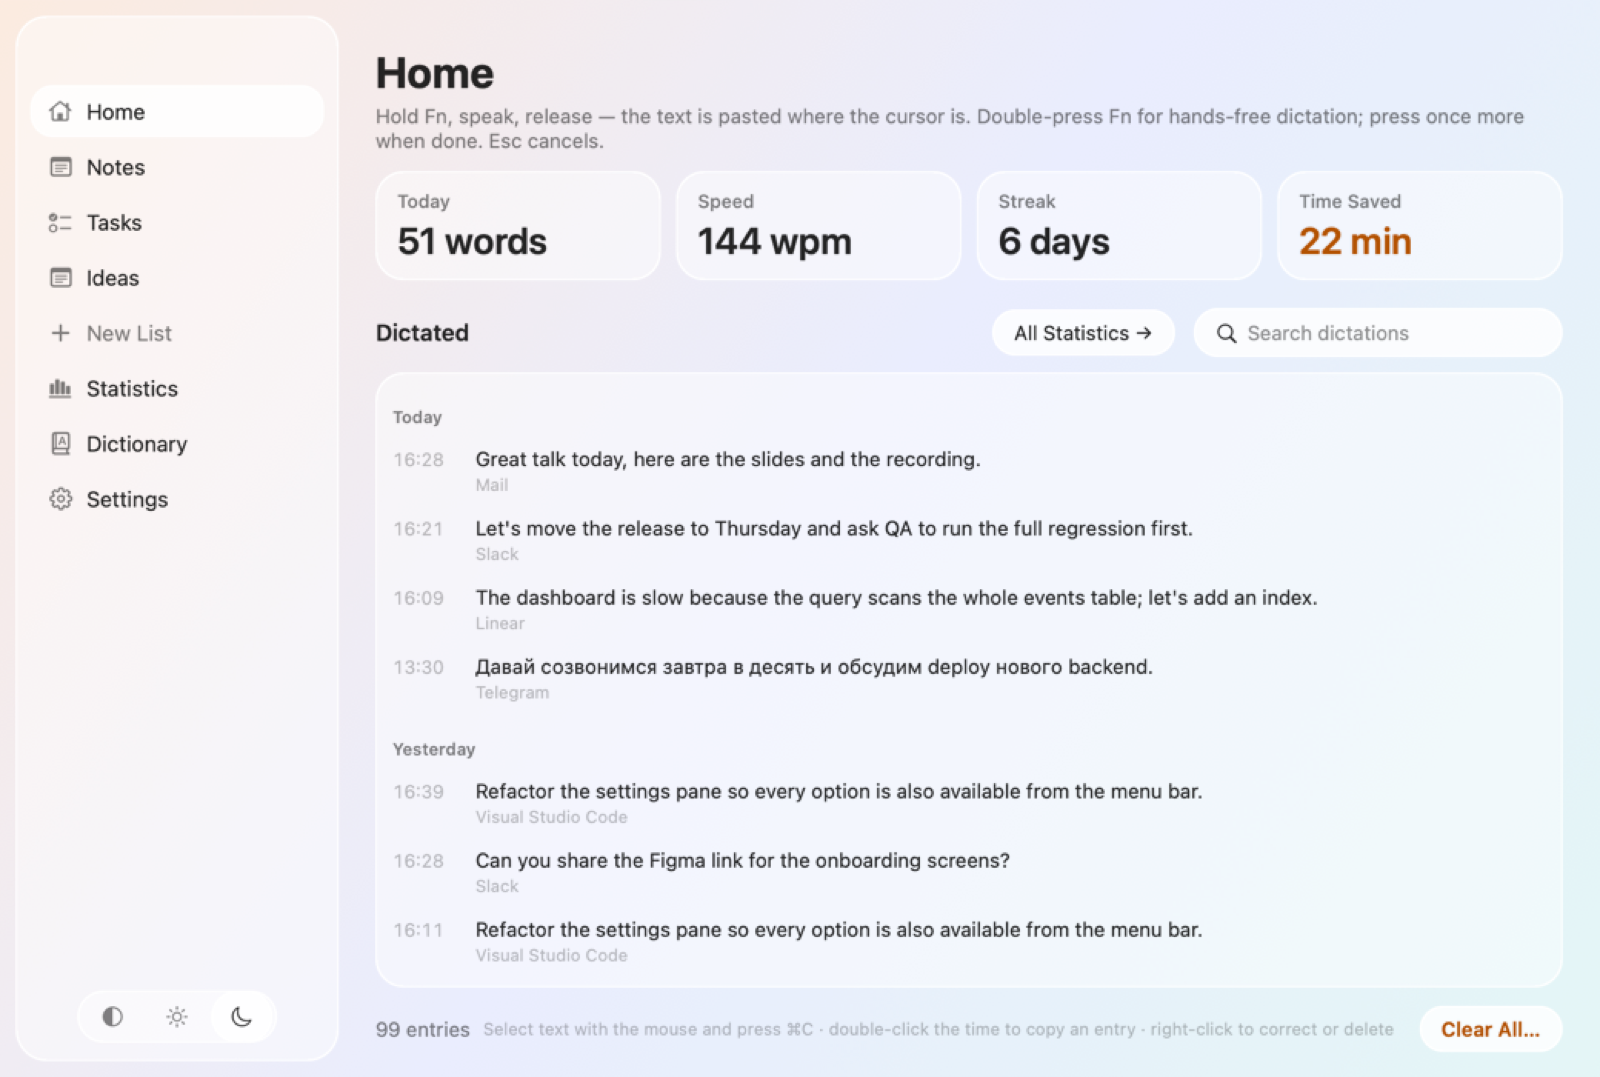 Home
Notes
Tasks
Ideas
New List
Statistics
Dictionary
Settings
Home
Hold Fn, speak, release — the text is pasted where the cursor is. Double-press Fn for hands-free dictation; press once more
when done. Esc cancels.
Today
51 words
Speed
144 wpm
Streak
6 days
Time Saved
22 min
Dictated
All Statistics →
Search dictations
Today
16:28 Great talk today, here are the slides and the recording.
Mail
16:21 Let's move the release to Thursday and ask QA to run the full regression first.
Slack
16:09 The dashboard is slow because the query scans the whole events table; let's add an index.
Linear
13:30 Давай созвонимся завтра в десять и обсудим deploy нового backend.
Telegram
Yesterday
16:39 Refactor the settings pane so every option is also available from the menu bar.
Visual Studio Code
16:28 Can you share the Figma link for the onboarding screens?
Slack
16:11 Refactor the settings pane so every option is also available from the menu bar.
Visual Studio Code
99 entries Select text with the mouse and press ⌘C · double-click the time to copy an entry · right-click to correct or delete
Clear All...